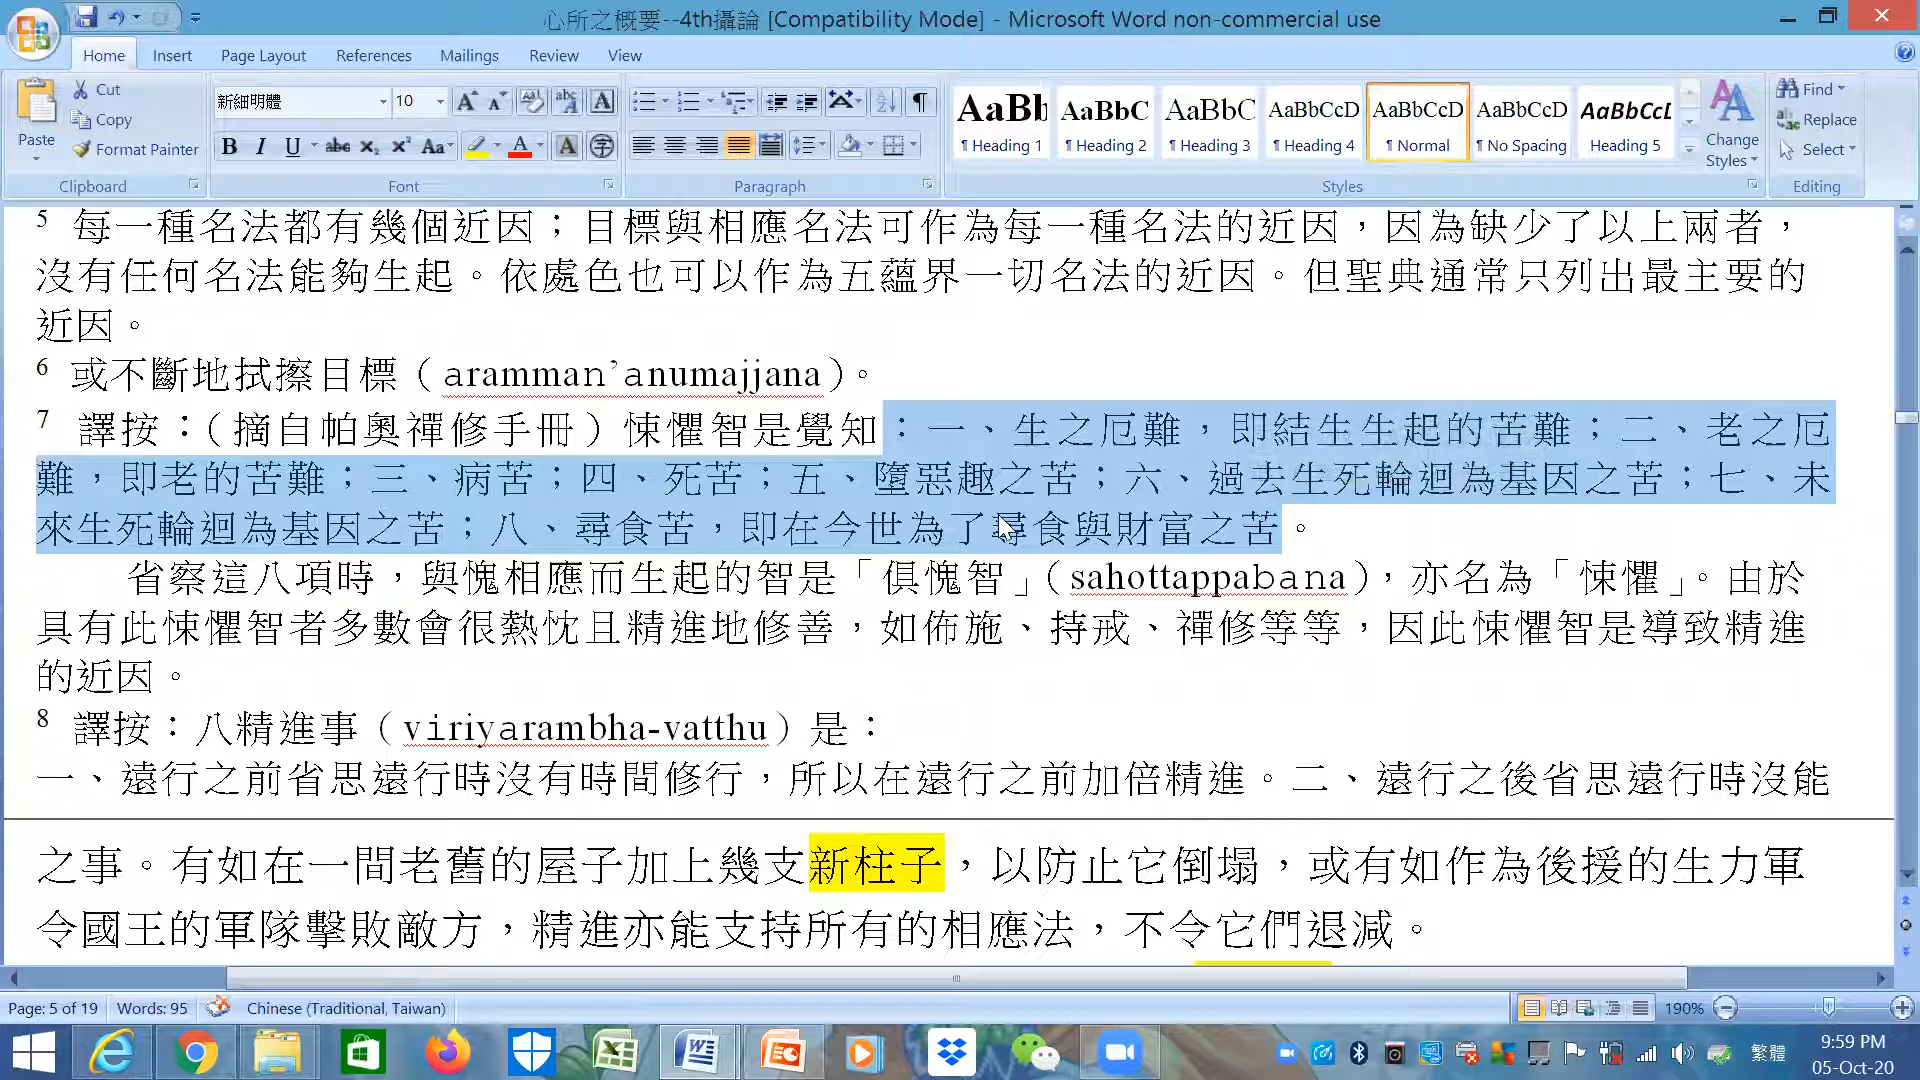 心所之概要--4th攝論 [Compatibility Mode] - Microsoft Word non-commercial use
Home Insert Page Layout References Mailings Review View
Paste
Cut
Copy
Format Painter
Clipboard
新細明體 10
Font
Paragraph
AaBb AaBbC AaBbC AaBbCcD AaBbCcD AaBbCcD AaBbCcL
¶ Heading 1 ¶ Heading 2 ¶ Heading 3 ¶ Heading 4 ¶ Normal ¶ No Spacing Heading 5
Change Styles
Styles
Find
Replace
Select
Editing
5 每一種名法都有幾個近因；目標與相應名法可作為每一種名法的近因，因為缺少了以上兩者，
沒有任何名法能夠生起。依處色也可以作為五蘊界一切名法的近因。但聖典通常只列出最主要的
近因。
6 或不斷地拭擦目標（aramman’anumajjana）。
7 譯按：（摘自帕奧禪修手冊）悚懼智是覺知：一、生之厄難，即結生生起的苦難；二、老之厄
難，即老的苦難；三、病苦；四、死苦；五、墮惡趣之苦；六、過去生死輪迴為基因之苦；七、未
來生死輪迴為基因之苦；八、尋食苦，即在今世為了尋食與財富之苦。
省察這八項時，與愧相應而生起的智是「俱愧智」（sahottappabana），亦名為「悚懼」。由於
具有此悚懼智者多數會很熱忱且精進地修善，如佈施、持戒、禪修等等，因此悚懼智是導致精進
的近因。
8 譯按：八精進事（viriyarambha-vatthu）是：
一、遠行之前省思遠行時沒有時間修行，所以在遠行之前加倍精進。二、遠行之後省思遠行時沒能
之事。有如在一間老舊的屋子加上幾支新柱子，以防止它倒塌，或有如作為後援的生力軍
令國王的軍隊擊敗敵方，精進亦能支持所有的相應法，不令它們退減。
Page: 5 of 19 Words: 95 Chinese (Traditional, Taiwan) 190%
繁體
9:59 PM
05-Oct-20